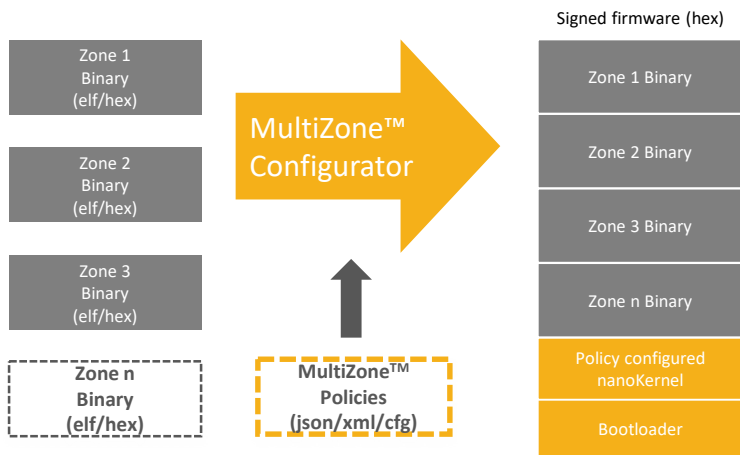 Signed firmware (hex)
Zone 1
Binary
(elf/hex)
Zone 2
Binary
(elf/hex)
Zone 3
Binary
(elf/hex)
Zone n
Binary
(elf/hex)
MultiZone™
Configurator
MultiZone™
Policies
(json/xml/cfg)
Zone 1 Binary
Zone 2 Binary
Zone 3 Binary
Zone n Binary
Policy configured
nanoKernel
Bootloader